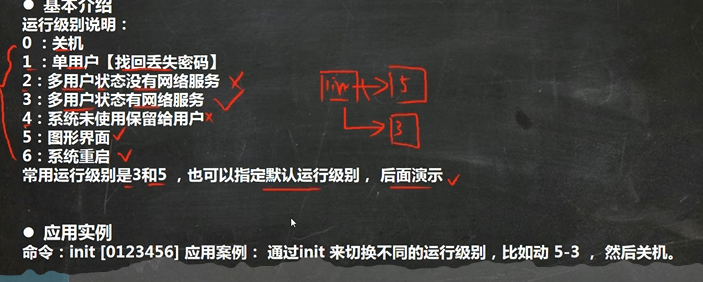 ● 基本介绍
运行级别说明：
0 ：关机
1 ：单用户【找回丢失密码】
2：多用户状态没有网络服务
3：多用户状态有网络服务
4：系统未使用保留给用户
5：图形界面
6：系统重启
常用运行级别是3和5 ，也可以指定默认运行级别， 后面演示
5
3
● 应用实例
命令：init [0123456] 应用案例： 通过init 来切换不同的运行级别，比如动 5-3 ， 然后关机。